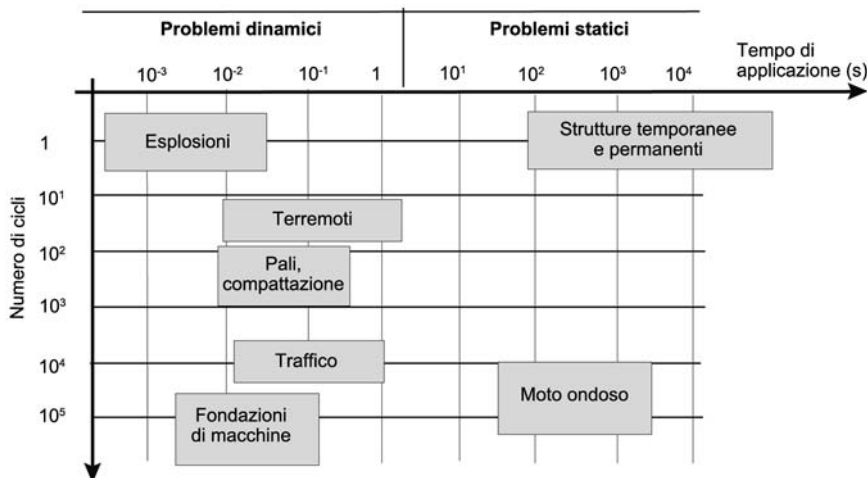 Problemi dinamici
Problemi statici
Tempo di
applicazione (s)
10⁻³
10⁻²
10⁻¹
1
10¹
10²
10³
10⁴
Numero di cicli
1
10¹
10²
10³
10⁴
10⁵
Esplosioni
Strutture temporanee
e permanenti
Terremoti
Pali,
compattazione
Traffico
Moto ondoso
Fondazioni
di macchine